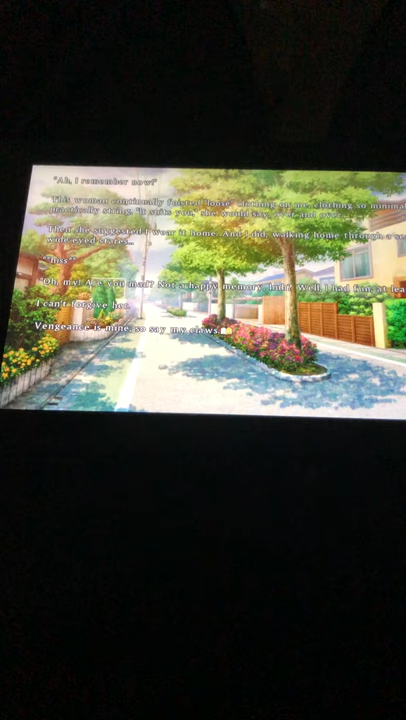 "Ah, I remember now!"
This woman continually foisted "loose" clothing on me, clothing so minimal
practically string. "It suits you," she would say, over and over...
Then she suggested I wear it home. And I did, walking home through a
wide-eyed stares...
"*hiss*"
"Oh, my! Are you mad? Not a happy memory, huh? Well, I had fun, at lea
I can't forgive her.
Vengeance is mine, so say my claws.